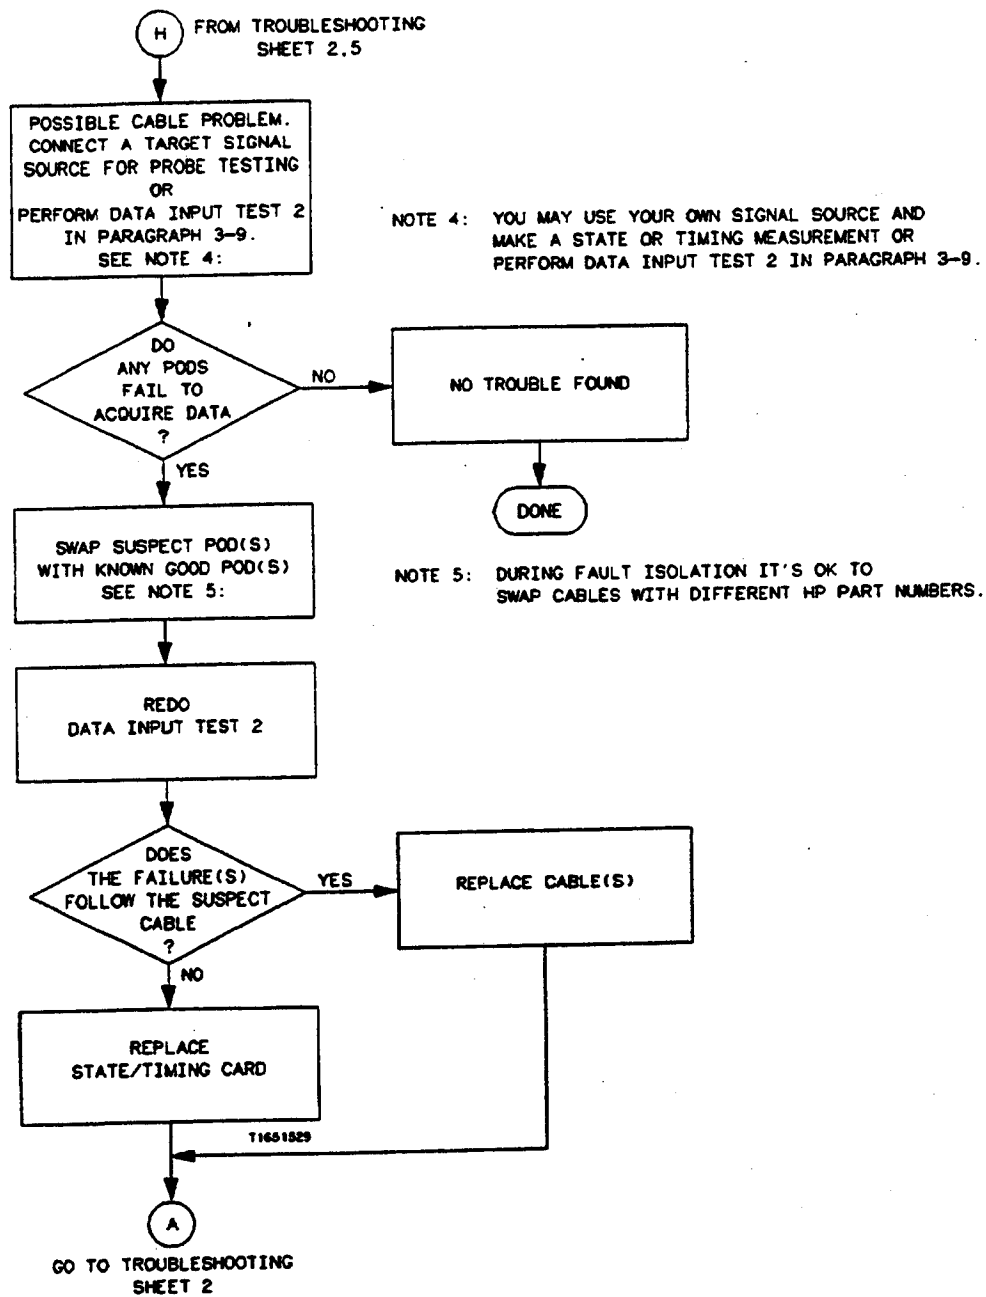 H
FROM TROUBLESHOOTING
SHEET 2.5
POSSIBLE CABLE PROBLEM.
CONNECT A TARGET SIGNAL
SOURCE FOR PROBE TESTING
OR
PERFORM DATA INPUT TEST 2
IN PARAGRAPH 3-9.
SEE NOTE 4:
NOTE 4: YOU MAY USE YOUR OWN SIGNAL SOURCE AND
MAKE A STATE OR TIMING MEASUREMENT OR
PERFORM DATA INPUT TEST 2 IN PARAGRAPH 3-9.
DO
ANY PODS
FAIL TO
ACQUIRE DATA
?
NO
NO TROUBLE FOUND
YES
DONE
SWAP SUSPECT POD(S)
WITH KNOWN GOOD POD(S)
SEE NOTE 5:
NOTE 5: DURING FAULT ISOLATION IT'S OK TO
SWAP CABLES WITH DIFFERENT HP PART NUMBERS.
REDO
DATA INPUT TEST 2
DOES
THE FAILURE(S)
FOLLOW THE SUSPECT
CABLE
?
YES
REPLACE CABLE(S)
NO
REPLACE
STATE/TIMING CARD
T1651529
A
GO TO TROUBLESHOOTING
SHEET 2